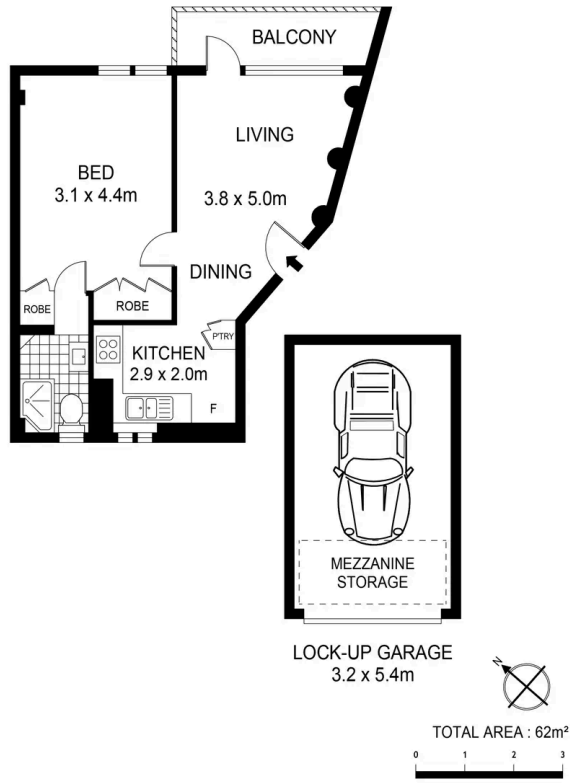 BALCONY
LIVING
BED
3.1 x 4.4m
3.8 x 5.0m
DINING
ROBE
ROBE
P'TRY
KITCHEN
2.9 x 2.0m
F
MEZZANINE
STORAGE
LOCK-UP GARAGE
3.2 x 5.4m
N
TOTAL AREA : 62m²
0 1 2 3